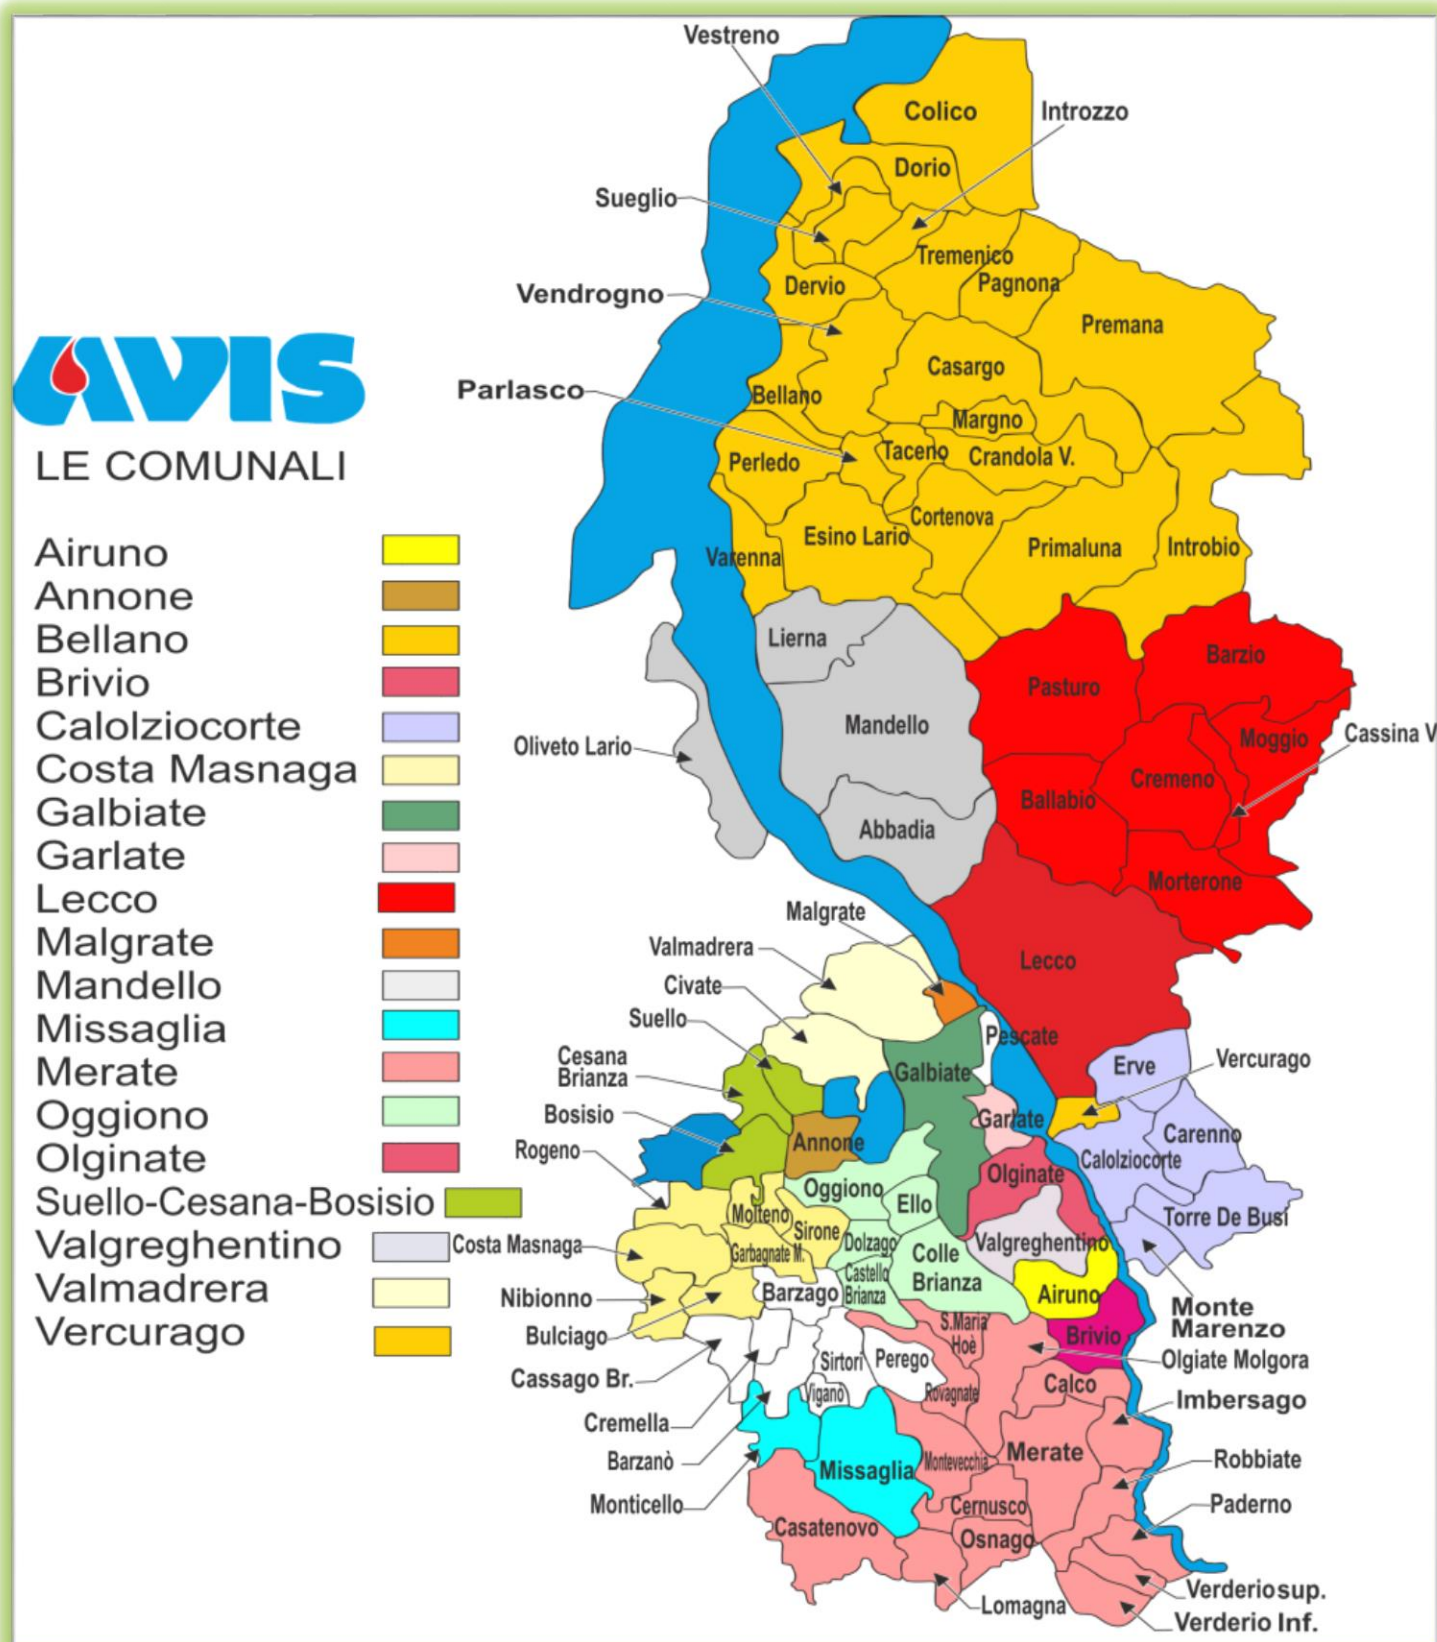 Vestreno
Colico
Introzzo
Dorio
Sueglio
Tremenico
Pagnona
Dervio
Vendrogno
Premana
Casargo
Parlasco
Bellano
Margno
Taceno
Crandola V.
Perledo
Cortenova
Esino Lario
Primaluna
Introbio
Varenna
Lierna
Barzio
Pasturo
Mandello
Moggio
Cassina V
Oliveto Lario
Cremeno
Ballabio
Abbadia
Morterone
Malgrate
Valmadrera
Lecco
Civate
Suello
Pescate
Cesana
Brianza
Galbiate
Erve
Vercurago
Bosisio
Garlate
Annone
Carenno
Rogeno
Calolziocorte
Olginate
Oggiono
Ello
Molteno
Sirone
Torre De Busi
Costa Masnaga
Garbagnate M.
Dolzago
Valgreghentino
Colle
Brianza
Castello
Brianza
Barzago
Airuno
Nibionno
Monte
Marenzo
Bulciago
S.Maria
Hoè
Brivio
Sirtori
Perego
Olgiate Molgora
Cassago Br.
Viganò
Rovagnate
Calco
Imbersago
Cremella
Merate
Barzanò
Missaglia
Montevecchia
Robbiate
Monticello
Cernusco
Paderno
Casatenovo
Osnago
Lomagna
Verderio sup.
Verderio Inf.
AVIS
LE COMUNALI
Airuno
Annone
Bellano
Brivio
Calolziocorte
Costa Masnaga
Galbiate
Garlate
Lecco
Malgrate
Mandello
Missaglia
Merate
Oggiono
Olginate
Suello-Cesana-Bosisio
Valgreghentino
Valmadrera
Vercurago